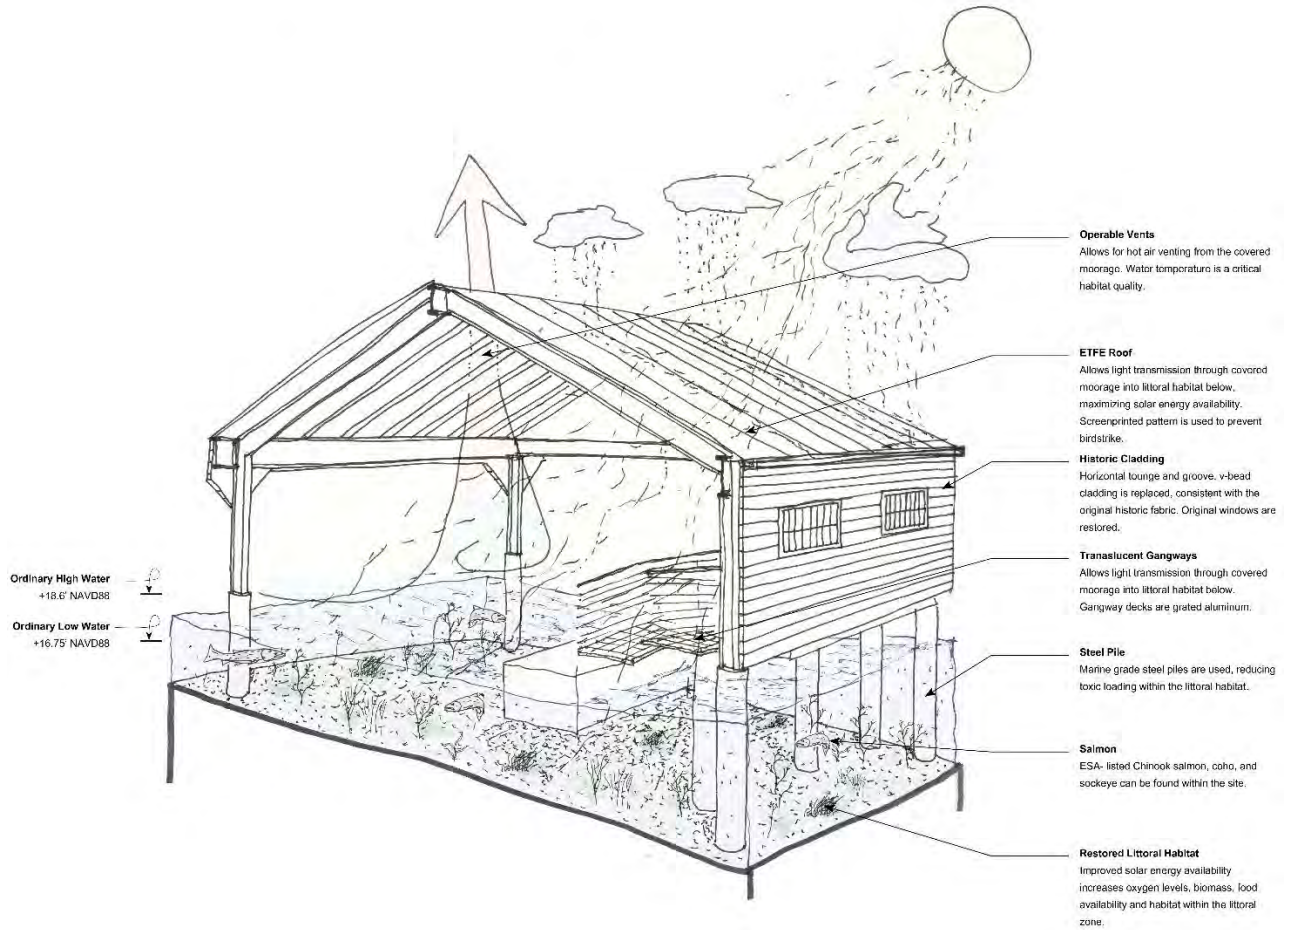 Operable Vents
Allows for hot air venting from the covered
moorage. Water temperature is a critical
habitat quality.
ETFE Roof
Allows light transmission through covered
moorage into littoral habitat below,
maximizing solar energy availability.
Screenprinted pattern is used to prevent
birdstrike.
Historic Cladding
Horizontal tounge and groove, v-bead
cladding is replaced, consistent with the
original historic fabric. Original windows are
restored.
Tranaslucent Gangways
Allows light transmission through covered
moorage into littoral habitat below.
Gangway decks are grated aluminum.
Ordinary High Water
+18.6' NAVD88
Ordinary Low Water
+16.75' NAVD88
Steel Pile
Marine grade steel piles are used, reducing
toxic loading within the littoral habitat.
Salmon
ESA- listed Chinook salmon, coho, and
sockeye can be found within the site.
Restored Littoral Habitat
Improved solar energy availability
increases oxygen levels, biomass, food
availability and habitat within the littoral
zone.